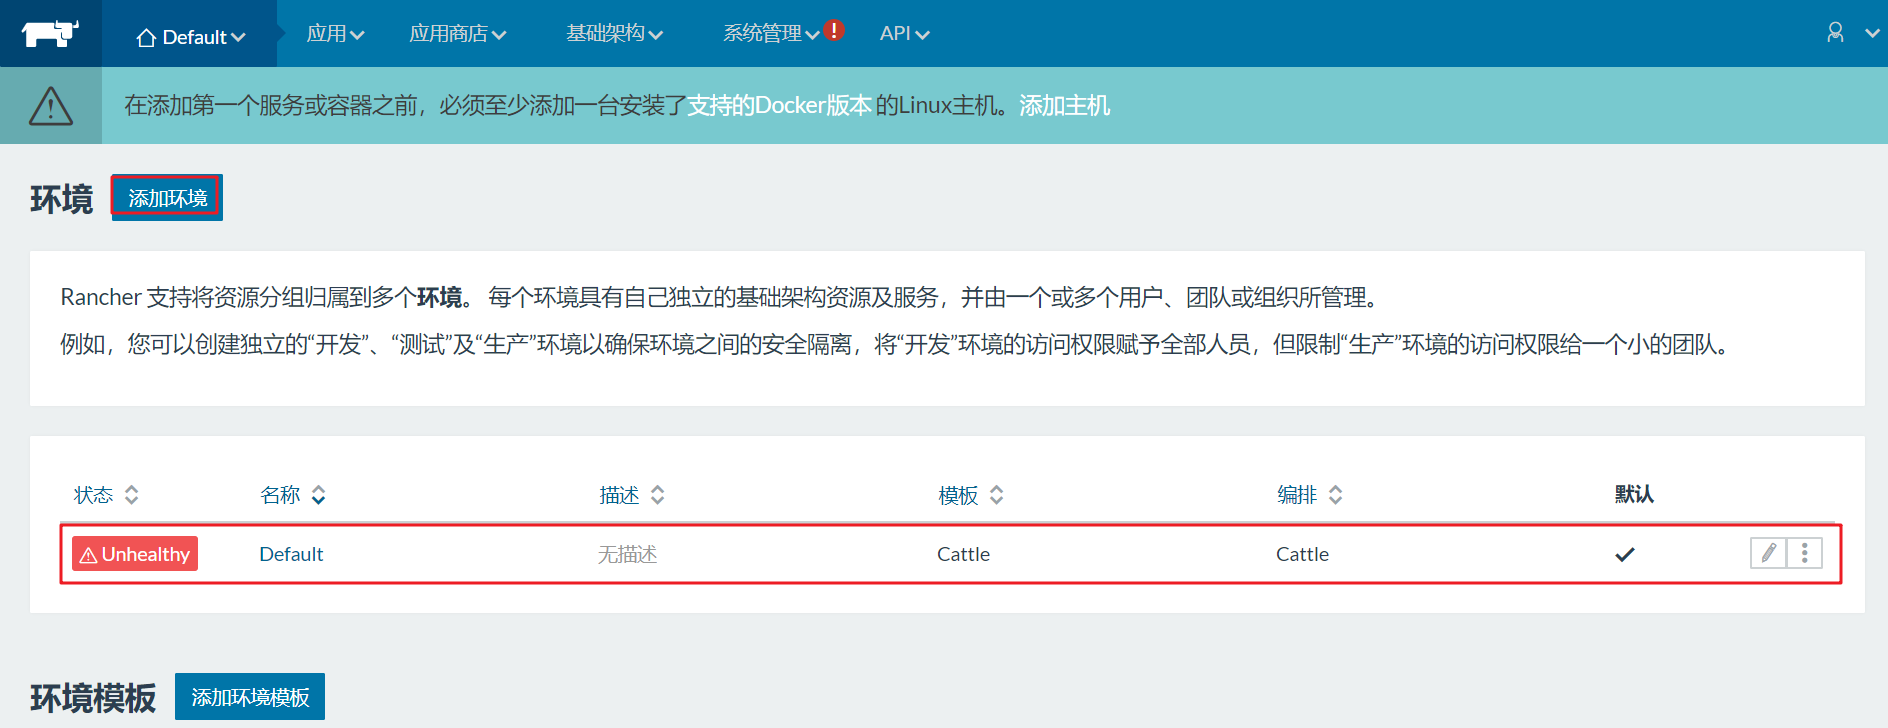 Default 应用 应用商店 基础架构 系统管理 ! API
在添加第一个服务或容器之前，必须至少添加一台安装了支持的Docker版本 的Linux主机。添加主机
环境 添加环境
Rancher 支持将资源分组归属到多个环境。 每个环境具有自己独立的基础架构资源及服务，并由一个或多个用户、团队或组织所管理。
例如，您可以创建独立的“开发”、“测试”及“生产”环境以确保环境之间的安全隔离，将“开发”环境的访问权限赋予全部人员，但限制“生产”环境的访问权限给一个小的团队。
状态 名称 描述 模板 编排 默认
Unhealthy Default 无描述 Cattle Cattle
环境模板 添加环境模板